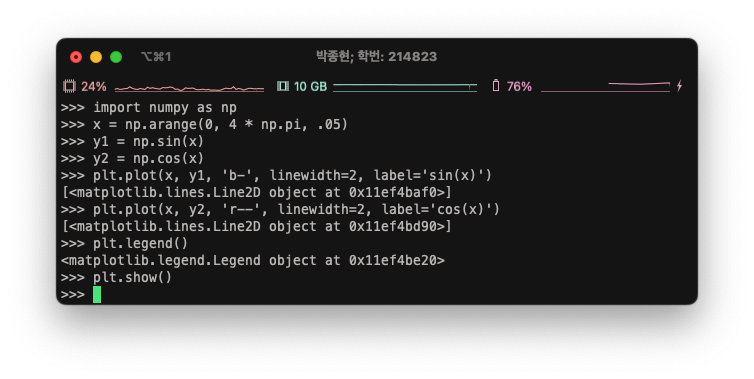 ⌥⌘1 박종현; 학번: 214823
24% 10 GB 76%
>>> import numpy as np
>>> x = np.arange(0, 4 * np.pi, .05)
>>> y1 = np.sin(x)
>>> y2 = np.cos(x)
>>> plt.plot(x, y1, 'b-', linewidth=2, label='sin(x)')
[<matplotlib.lines.Line2D object at 0x11ef4baf0>]
>>> plt.plot(x, y2, 'r--', linewidth=2, label='cos(x)')
[<matplotlib.lines.Line2D object at 0x11ef4bd90>]
>>> plt.legend()
<matplotlib.legend.Legend object at 0x11ef4be20>
>>> plt.show()
>>>